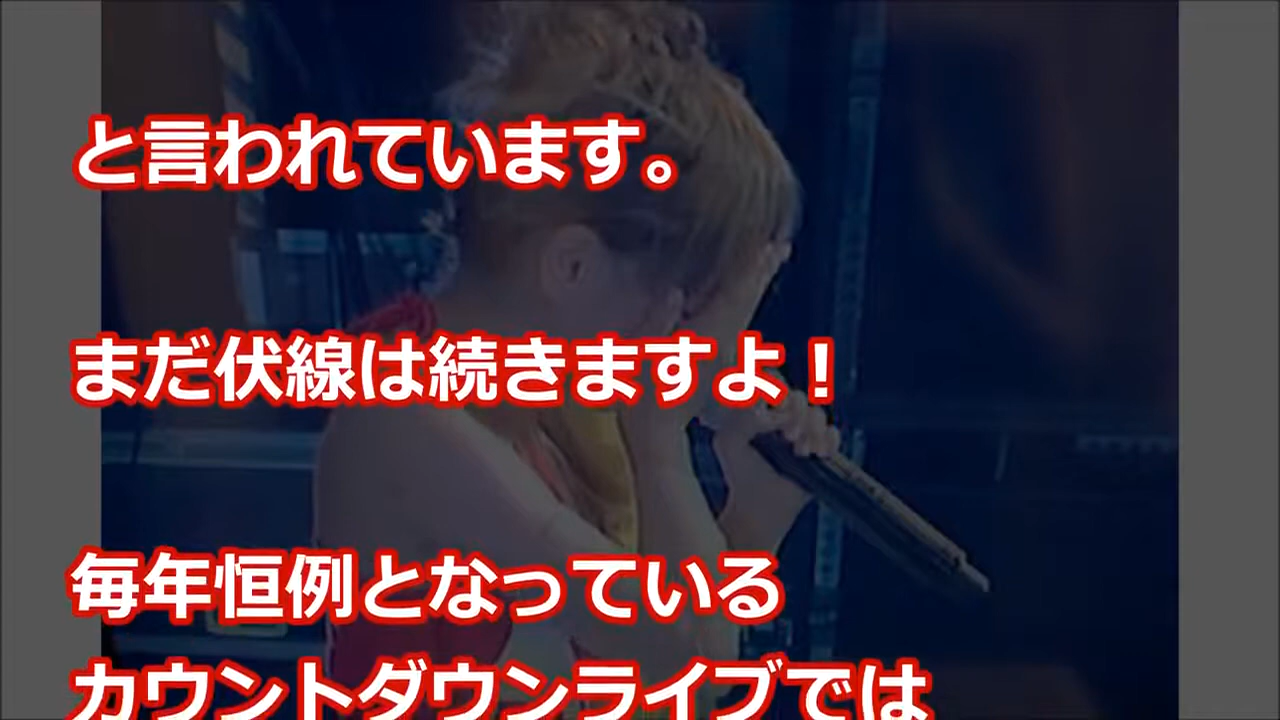 と言われています。
まだ伏線は続きますよ！
毎年恒例となっている
カウントダウンライブでは